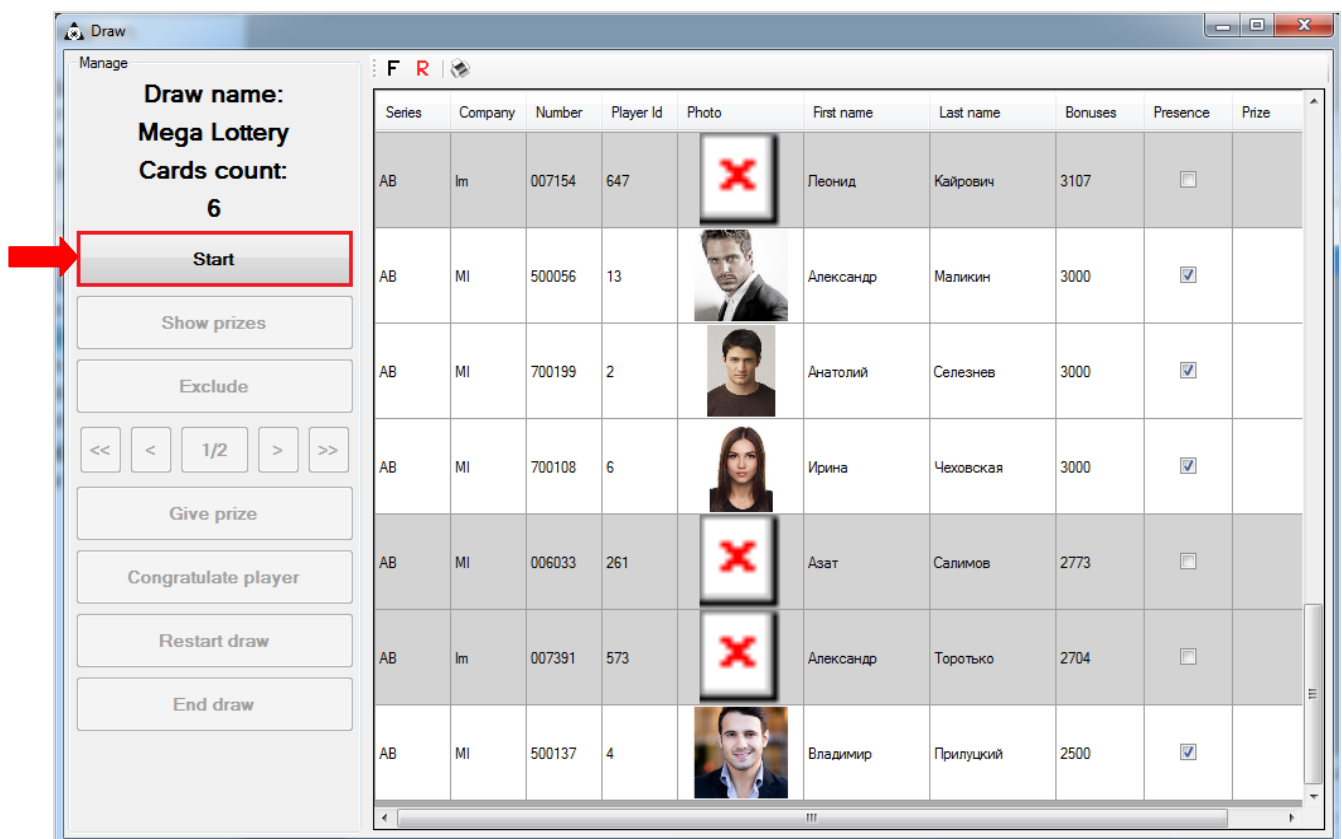 Draw
Manage
Draw name:
Mega Lottery
Cards count:
6
Start
Show prizes
Exclude
<< < 1/2 > >>
Give prize
Congratulate player
Restart draw
End draw
F R
Series Company Number Player Id Photo First name Last name Bonuses Presence Prize
AB Im 007154 647 Леонид Кайрович 3107
AB MI 500056 13 Александр Маликин 3000
AB MI 700199 2 Анатолий Селезнев 3000
AB MI 700108 6 Ирина Чеховская 3000
AB MI 006033 261 Азат Салимов 2773
AB Im 007391 573 Александр Торотько 2704
AB MI 500137 4 Владимир Прилуцкий 2500